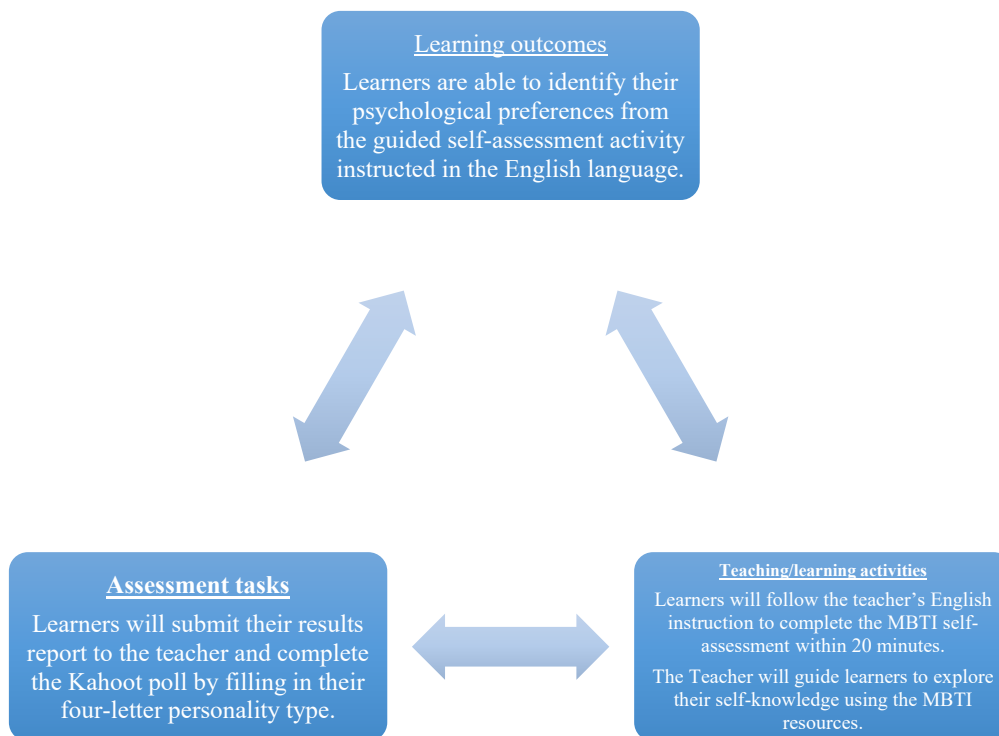 Learning outcomes
Learners are able to identify their
psychological preferences from
the guided self-assessment activity
instructed in the English language.
Assessment tasks
Learners will submit their results
report to the teacher and complete
the Kahoot poll by filling in their
four-letter personality type.
Teaching/learning activities
Learners will follow the teacher’s English
instruction to complete the MBTI self-
assessment within 20 minutes.
The Teacher will guide learners to explore
their self-knowledge using the MBTI
resources.